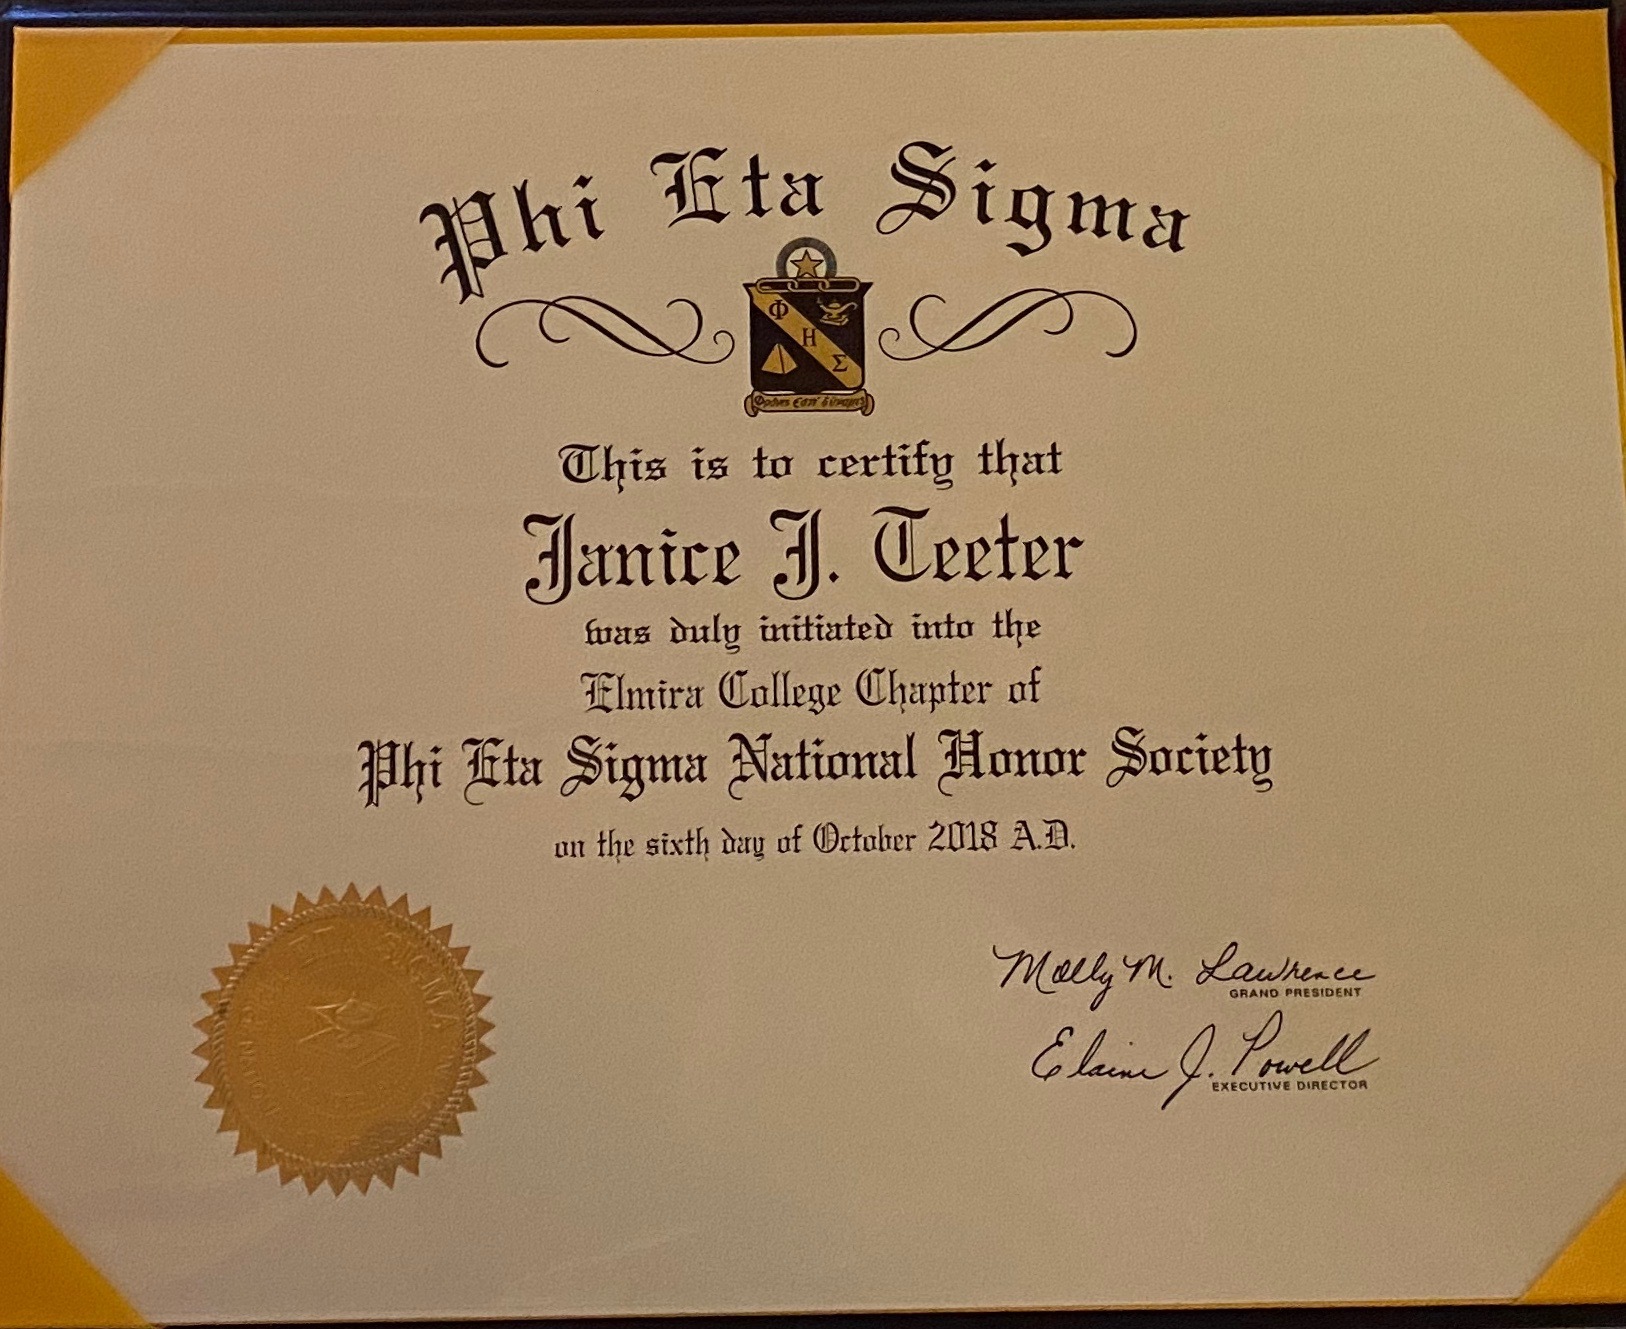 Phi Eta Sigma
Φ
Η
Σ
This is to certify that
Janice J. Teeter
was duly initiated into the
Elmira College Chapter of
Phi Eta Sigma National Honor Society
on the sixth day of October 2018 A.D.
Molly M. Lawrence
GRAND PRESIDENT
Elaine J. Powell
EXECUTIVE DIRECTOR
ETA SIGMA